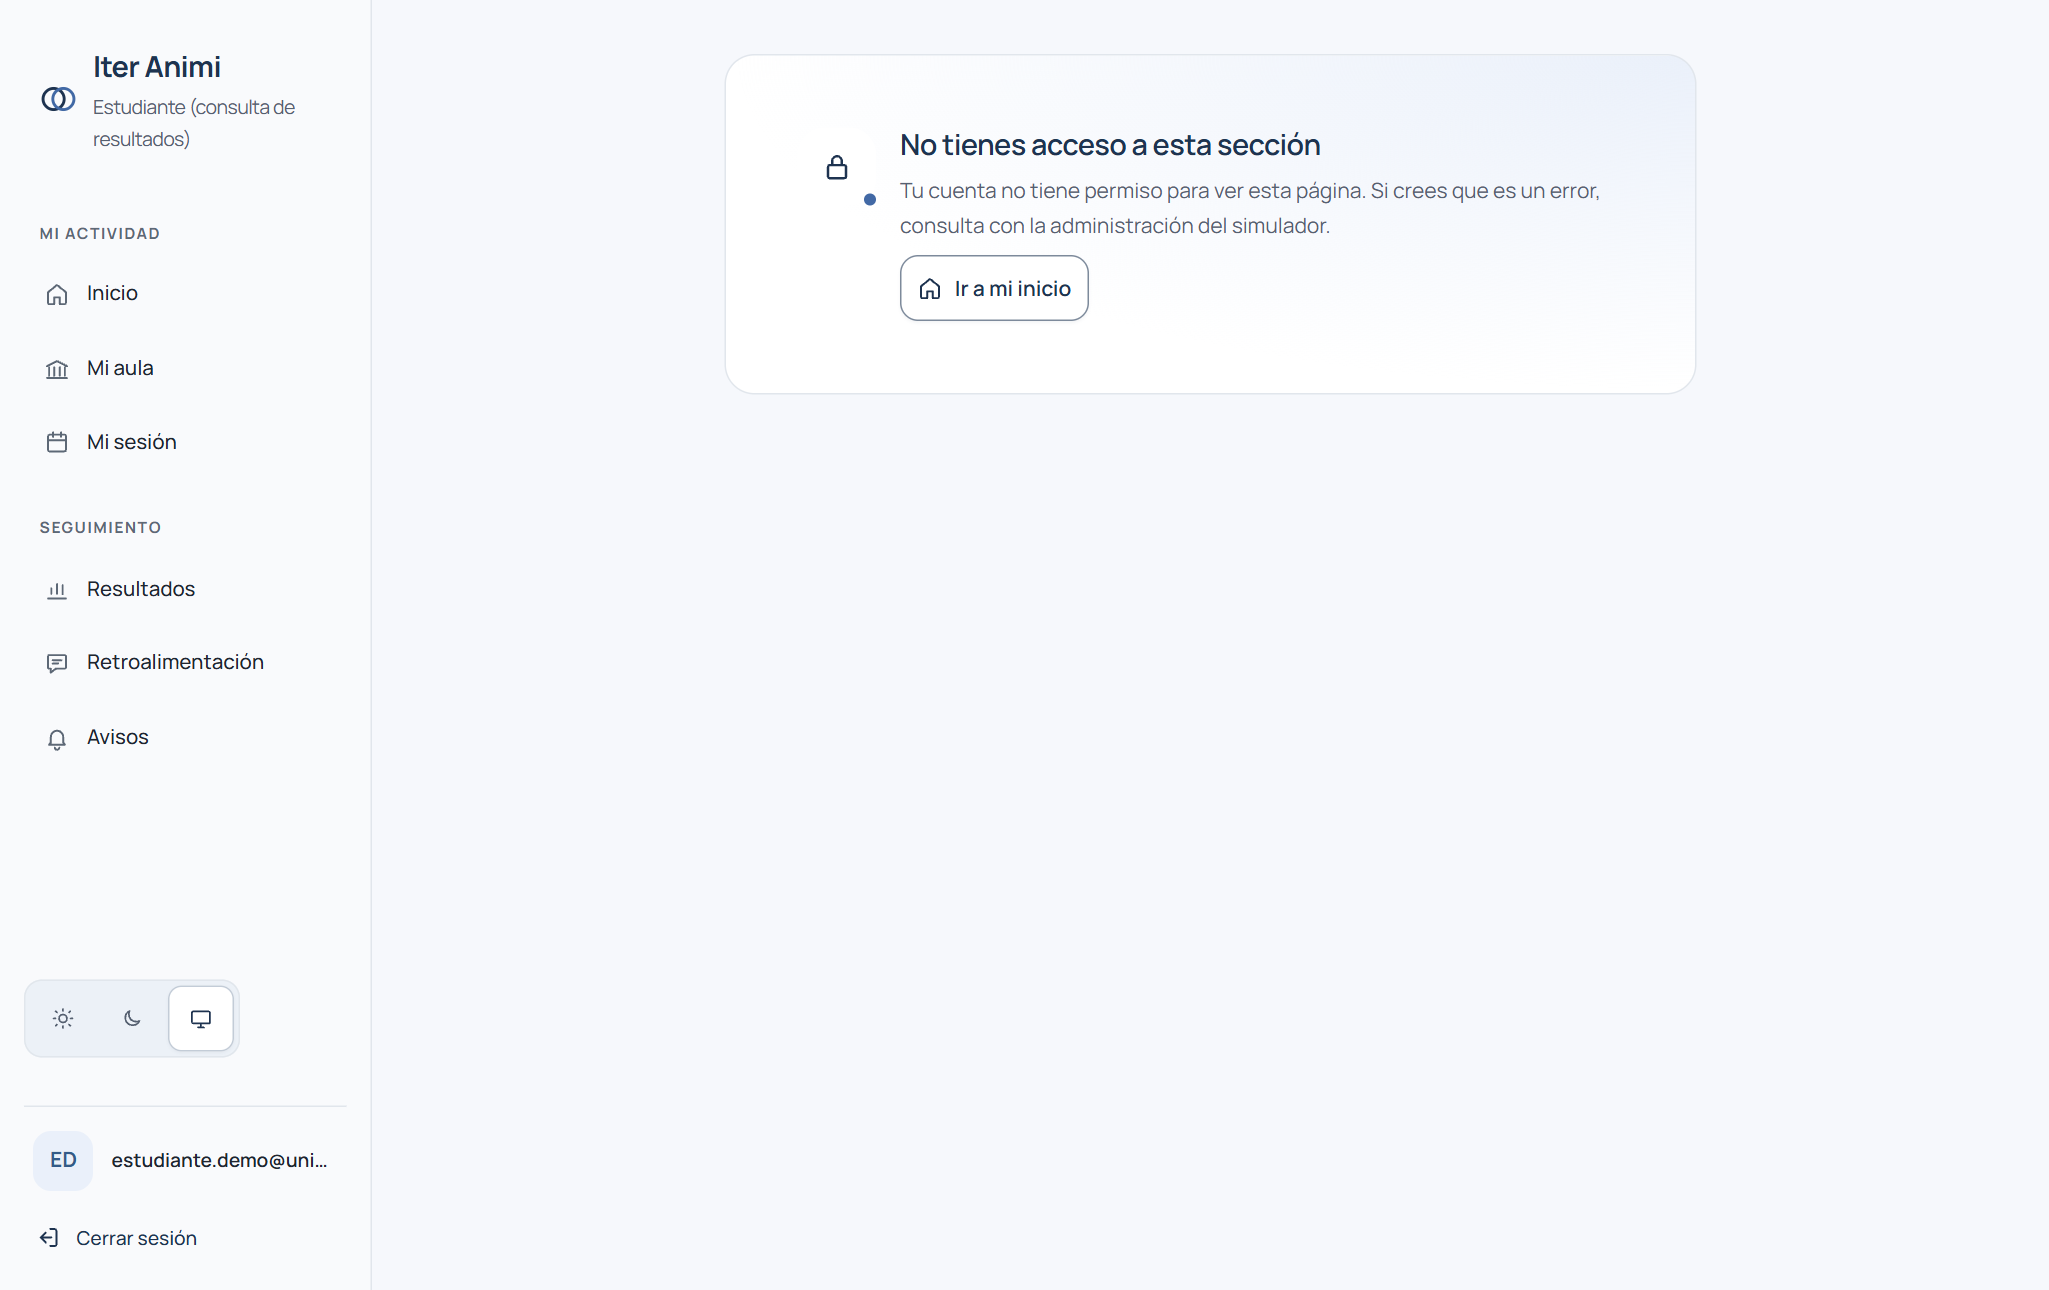 Iter Animi
Estudiante (consulta de
resultados)
MI ACTIVIDAD
Inicio
Mi aula
Mi sesión
SEGUIMIENTO
Resultados
Retroalimentación
Avisos
ED
estudiante.demo@uni...
Cerrar sesión
No tienes acceso a esta sección
Tu cuenta no tiene permiso para ver esta página. Si crees que es un error,
consulta con la administración del simulador.
Ir a mi inicio